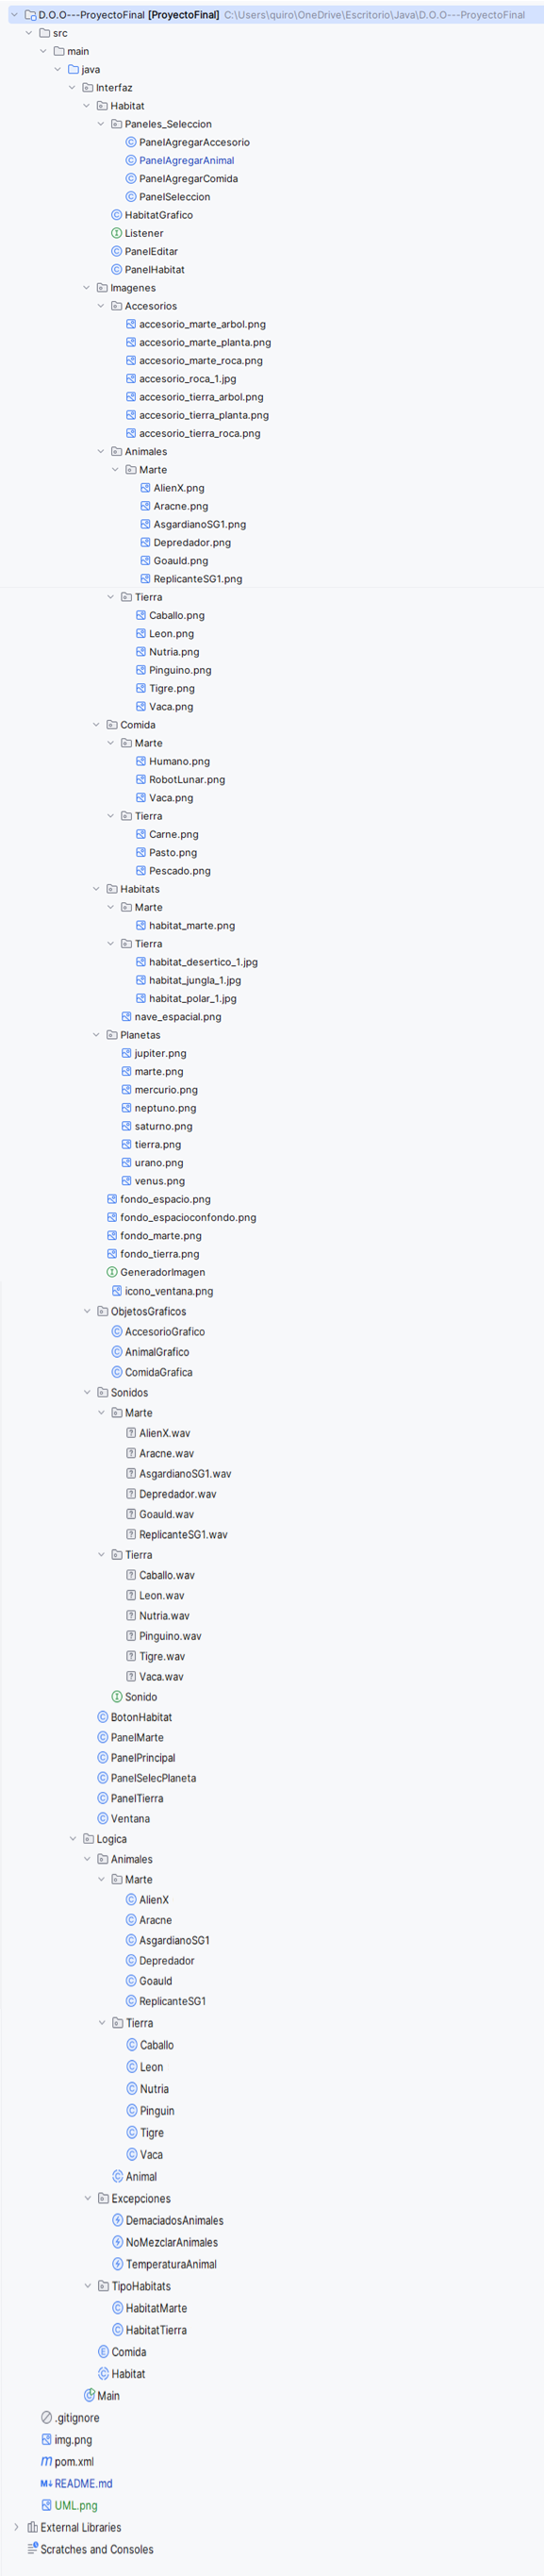 D.O.O---ProyectoFinal [ProyectoFinal] C:\Users\quiro\OneDrive\Escritorio\Java\D.O.O---ProyectoFinal
src
main
java
Interfaz
Habitat
Paneles_Seleccion
PanelAgregarAccesorio
PanelAgregarAnimal
PanelAgregarComida
PanelSeleccion
HabitatGrafico
Listener
PanelEditar
PanelHabitat
Imagenes
Accesorios
accesorio_marte_arbol.png
accesorio_marte_planta.png
accesorio_marte_roca.png
accesorio_roca_1.jpg
accesorio_tierra_arbol.png
accesorio_tierra_planta.png
accesorio_tierra_roca.png
Animales
Marte
AlienX.png
Aracne.png
AsgardianoSG1.png
Depredador.png
Goauld.png
ReplicanteSG1.png
Tierra
Caballo.png
Leon.png
Nutria.png
Pinguino.png
Tigre.png
Vaca.png
Comida
Marte
Humano.png
RobotLunar.png
Vaca.png
Tierra
Carne.png
Pasto.png
Pescado.png
Habitats
Marte
habitat_marte.png
Tierra
habitat_desertico_1.jpg
habitat_jungla_1.jpg
habitat_polar_1.jpg
nave_espacial.png
Planetas
jupiter.png
marte.png
mercurio.png
neptuno.png
saturno.png
tierra.png
urano.png
venus.png
fondo_espacio.png
fondo_espacioconfondo.png
fondo_marte.png
fondo_tierra.png
GeneradorImagen
icono_ventana.png
ObjetosGraficos
AccesorioGrafico
AnimalGrafico
ComidaGrafica
Sonidos
Marte
AlienX.wav
Aracne.wav
AsgardianoSG1.wav
Depredador.wav
Goauld.wav
ReplicanteSG1.wav
Tierra
Caballo.wav
Leon.wav
Nutria.wav
Pinguino.wav
Tigre.wav
Vaca.wav
Sonido
BotonHabitat
PanelMarte
PanelPrincipal
PanelSelecPlaneta
PanelTierra
Ventana
Logica
Animales
Marte
AlienX
Aracne
AsgardianoSG1
Depredador
Goauld
ReplicanteSG1
Tierra
Caballo
Leon
Nutria
Pinguin
Tigre
Vaca
Animal
Excepciones
DemaciadosAnimales
NoMezclarAnimales
TemperaturaAnimal
TipoHabitats
HabitatMarte
HabitatTierra
Comida
Habitat
Main
.gitignore
img.png
pom.xml
README.md
UML.png
External Libraries
Scratches and Consoles